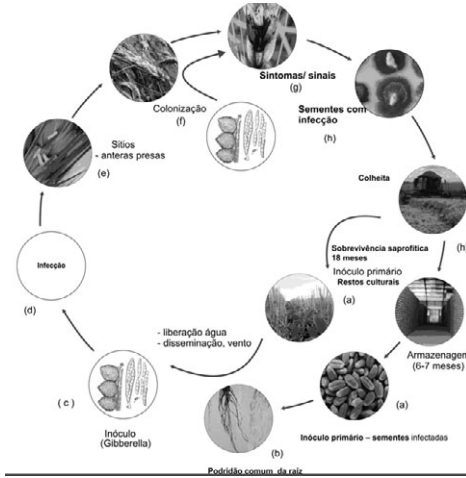 Sintomas/ sinais
(g)
Colonização
(f)
Sementes com
infecção
(h)
Sítios
- anteras presas
(e)
Colheita
(h)
Sobrevivência saprofítica
18 meses
Inóculo primário
Restos culturais
(a)
Infecção
(d)
- liberação água
- disseminação, vento
Armazenagem
(6-7 meses)
(a)
( c )
Inóculo
(Gibberella)
(b)
Inóculo primário – sementes infectadas
Podridão comum da raiz